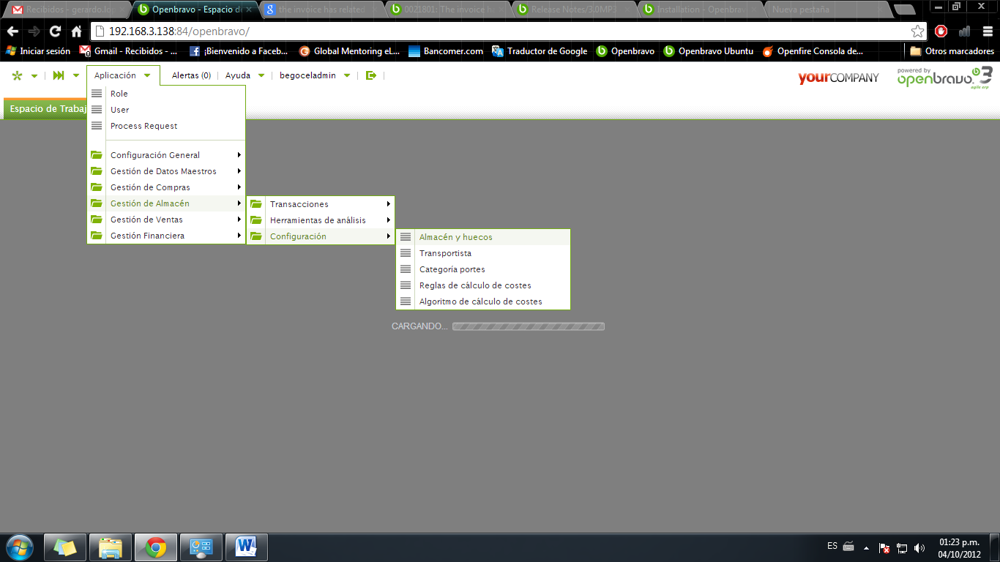 Recibidos - gerardo.lo
Openbravo - Espacio de
the invoice has related
0021801: The invoice h
Release Notes/3.0MP3
Installation - Openbrav
Nueva pestaña
192.168.3.138:84/openbravo/
Iniciar sesión
Gmail - Recibidos - ...
¡Bienvenido a Faceb...
Global Mentoring eL...
Bancomer.com
Traductor de Google
Openbravo
Openbravo Ubuntu
Openfire Consola de...
Otros marcadores
Aplicación
Alertas (0)
Ayuda
begoceladmin
yourCOMPANY
powered by
openbravo 3
agile erp
Espacio de Trabaj
Role
User
Process Request
Configuración General
Gestión de Datos Maestros
Gestión de Compras
Gestión de Almacén
Gestión de Ventas
Gestión Financiera
Transacciones
Herramientas de análisis
Configuración
Almacén y huecos
Transportista
Categoría portes
Reglas de cálculo de costes
Algoritmo de cálculo de costes
CARGANDO...
ES
01:23 p.m.
04/10/2012